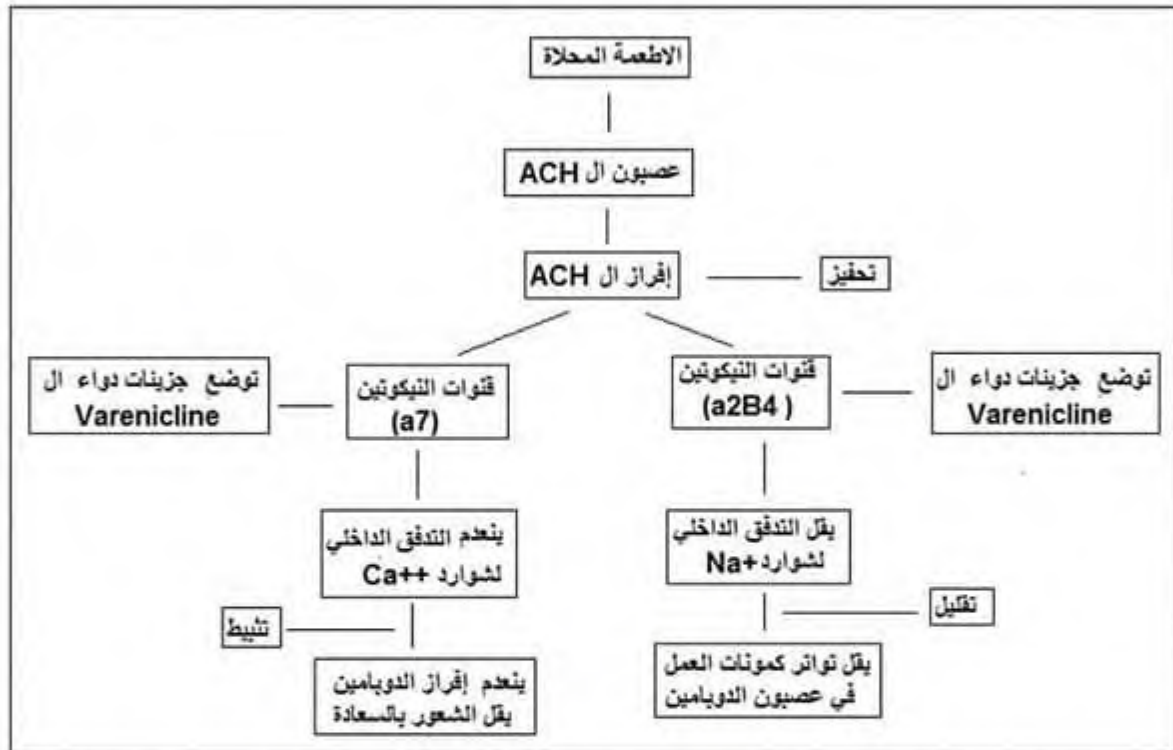 الاطعمة المحلاة
عصبون ال ACH
إفراز ال ACH
تحفيز
توضع جزيئات دواء ال
Varenicline
قنوات النيكوتين
(a7)
قنوات النيكوتين
(a2B4 )
توضع جزيئات دواء ال
Varenicline
ينعدم التدفق الداخلي
لشوارد Ca++
يقل التدفق الداخلي
لشوارد Na+
تثبيط
تقليل
ينعدم إفراز الدوبامين
يقل الشعور بالسعادة
يقل تواتر كمونات العمل
في عصبون الدوبامين